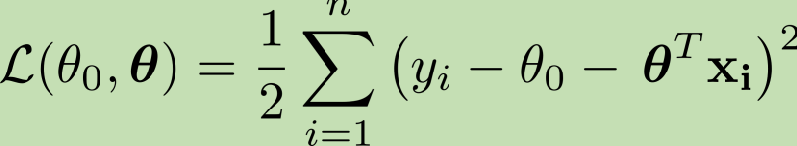 ℒ(θ₀, 𝜽) = 1/2 ∑ᵢ₌₁ⁿ (yᵢ − θ₀ − 𝜽ᵀ𝐱ᵢ)²